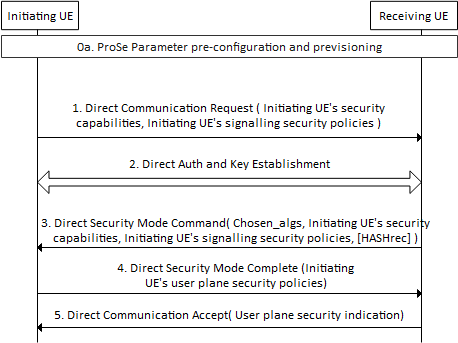 Initiating UE
Receiving UE
0a. ProSe Parameter pre-configuration and previsioning
1. Direct Communication Request ( Initiating UE's security
capabilities, Initiating UE's signalling security policies )
2. Direct Auth and Key Establishment
3. Direct Security Mode Command( Chosen_algs, Initiating UE's security
capabilities, Initiating UE's signalling security policies, [HASHrec] )
4. Direct Security Mode Complete (Initiating
UE's user plane security policies)
5. Direct Communication Accept( User plane security indication)